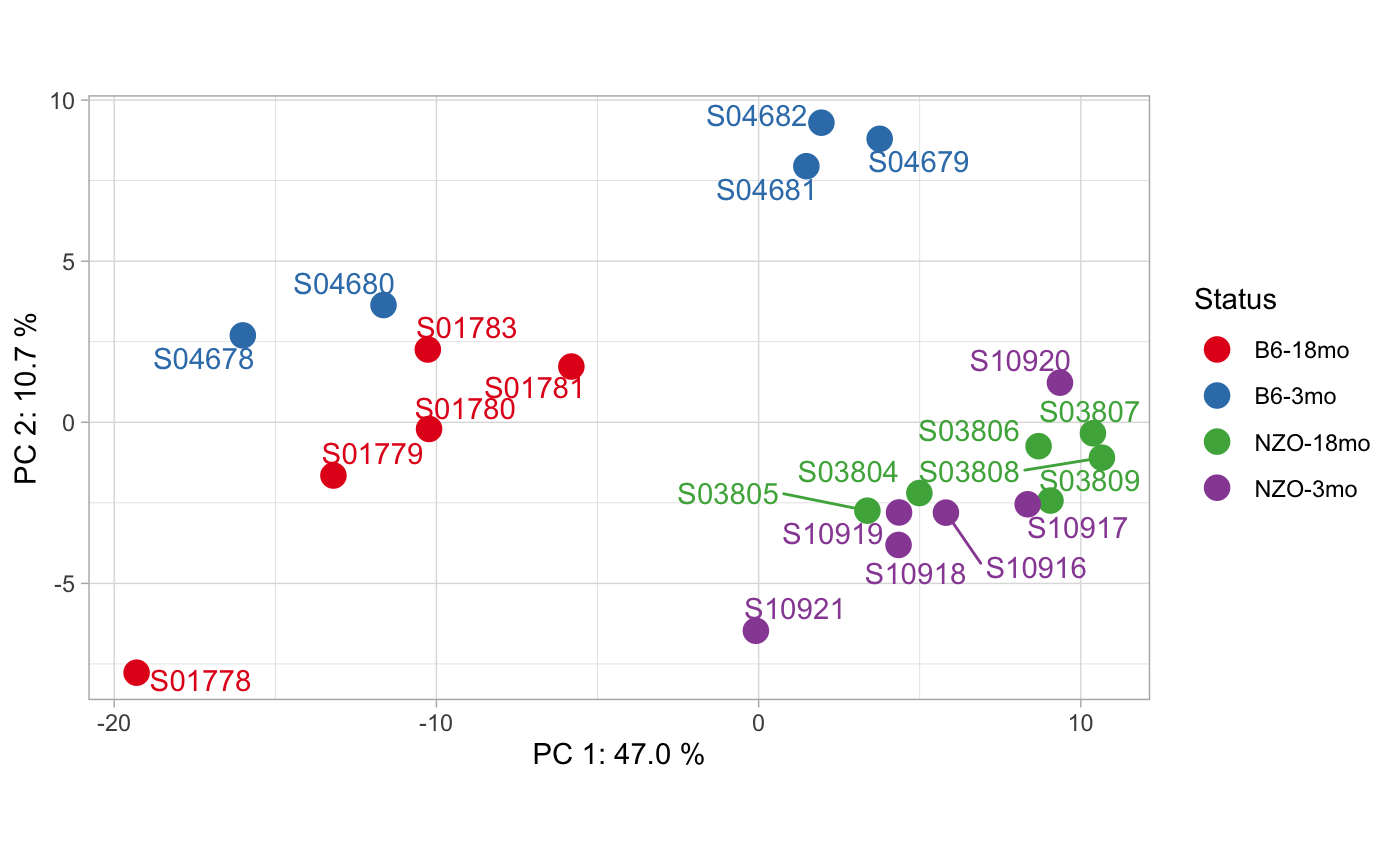 10
5
0
-5
-20
-10
0
10
PC 2: 10.7 %
PC 1: 47.0 %
S04682
S04679
S04681
S04680
S01783
S04678
S01781
S01780
S01779
S01778
S10920
S03807
S03806
S03804
S03808
S03809
S03805
S10919
S10917
S10918
S10916
S10921
Status
B6-18mo
B6-3mo
NZO-18mo
NZO-3mo